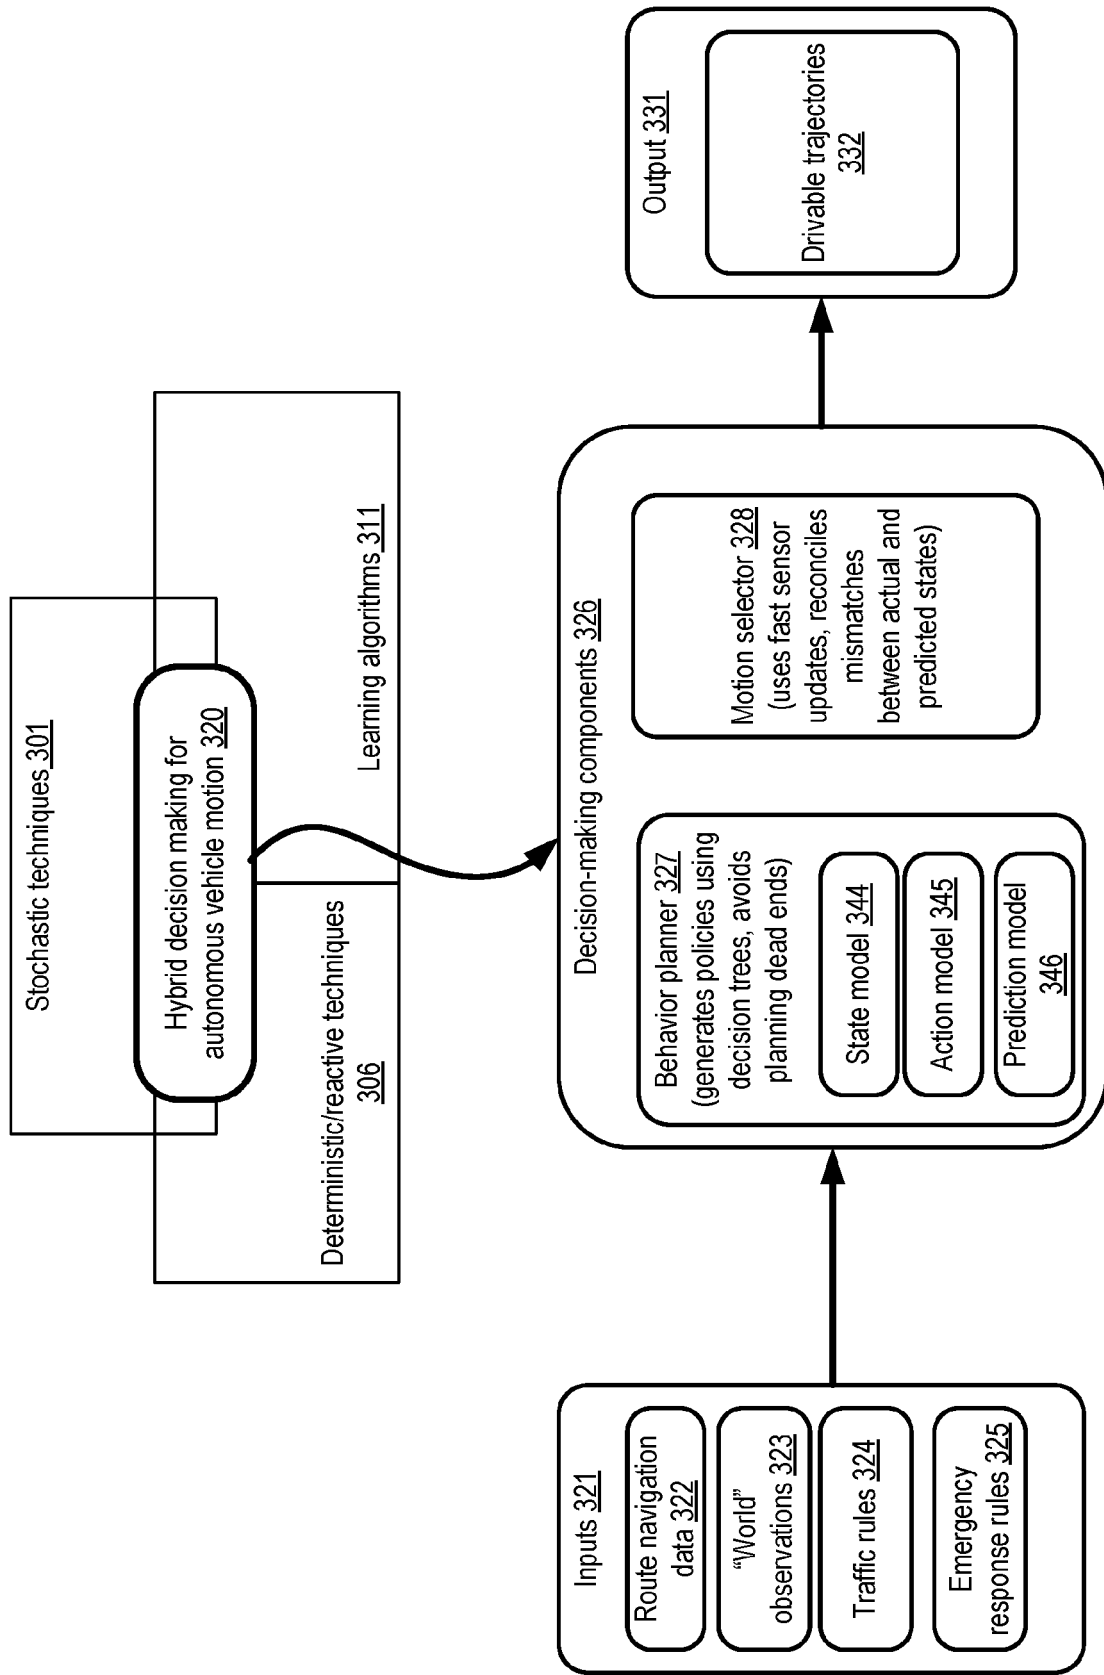 Stochastic techniques 301
Hybrid decision making for
autonomous vehicle motion 320
Deterministic/reactive techniques
306
Learning algorithms 311
Inputs 321
Route navigation
data 322
“World”
observations 323
Traffic rules 324
Emergency
response rules 325
Decision-making components 326
Behavior planner 327
(generates policies using
decision trees, avoids
planning dead ends)
State model 344
Action model 345
Prediction model
346
Motion selector 328
(uses fast sensor
updates, reconciles
mismatches
between actual and
predicted states)
Output 331
Drivable trajectories
332